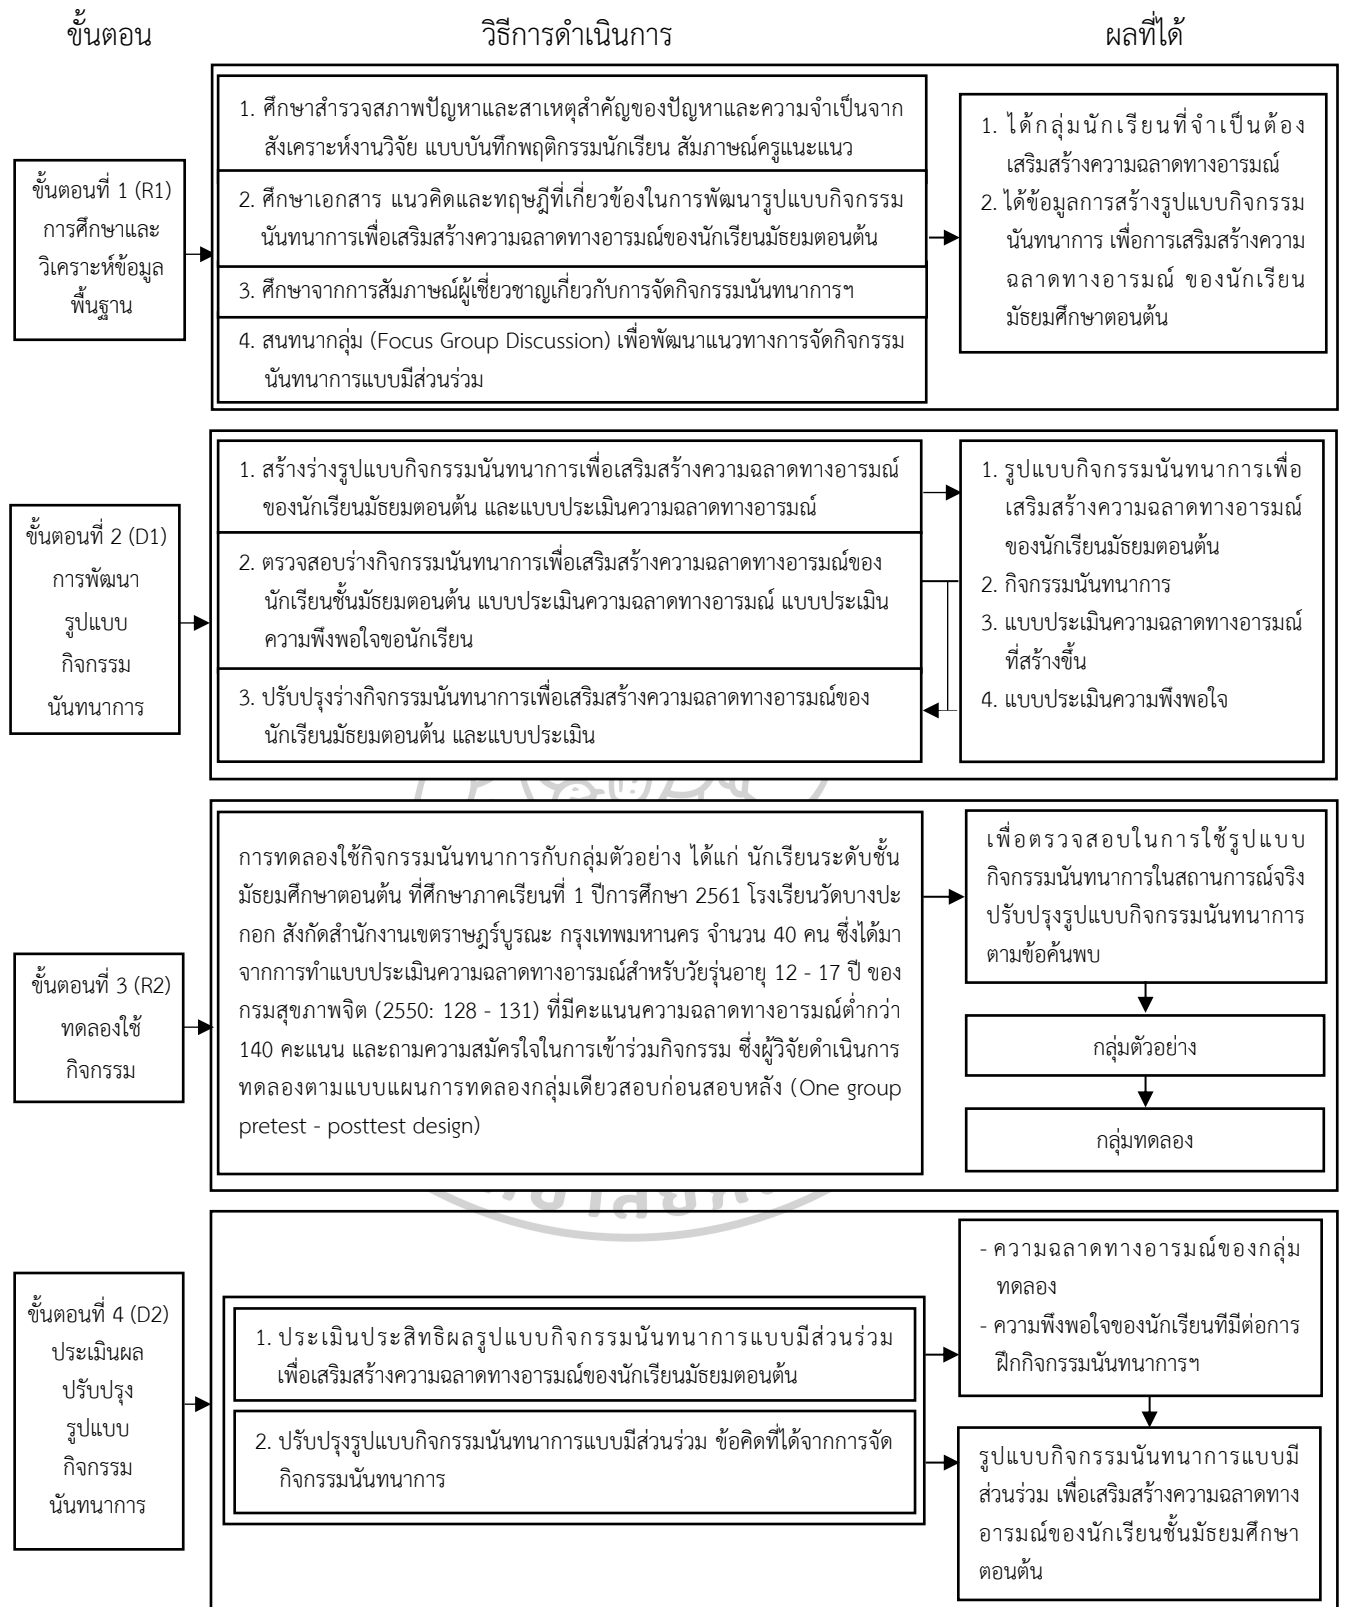 ขั้นตอน
วิธีการดำเนินการ
ผลที่ได้
ขั้นตอนที่ 1 (R1)
การศึกษาและ
วิเคราะห์ข้อมูล
พื้นฐาน
1. ศึกษาสำรวจสภาพปัญหาและสาเหตุสำคัญของปัญหาและความจำเป็นจาก
สังเคราะห์งานวิจัย แบบบันทึกพฤติกรรมนักเรียน สัมภาษณ์ครูแนะแนว
2. ศึกษาเอกสาร แนวคิดและทฤษฎีที่เกี่ยวข้องในการพัฒนารูปแบบกิจกรรม
นันทนาการเพื่อเสริมสร้างความฉลาดทางอารมณ์ของนักเรียนมัธยมตอนต้น
3. ศึกษาจากการสัมภาษณ์ผู้เชี่ยวชาญเกี่ยวกับการจัดกิจกรรมนันทนาการฯ
4. สนทนากลุ่ม (Focus Group Discussion) เพื่อพัฒนาแนวทางการจัดกิจกรรม
นันทนาการแบบมีส่วนร่วม
1. ได้กลุ่มนักเรียนที่จำเป็นต้อง
เสริมสร้างความฉลาดทางอารมณ์
2. ได้ข้อมูลการสร้างรูปแบบกิจกรรม
นันทนาการ เพื่อการเสริมสร้างความ
ฉลาดทางอารมณ์ ของนักเรียน
มัธยมศึกษาตอนต้น
ขั้นตอนที่ 2 (D1)
การพัฒนา
รูปแบบ
กิจกรรม
นันทนาการ
1. สร้างร่างรูปแบบกิจกรรมนันทนาการเพื่อเสริมสร้างความฉลาดทางอารมณ์
ของนักเรียนมัธยมตอนต้น และแบบประเมินความฉลาดทางอารมณ์
2. ตรวจสอบร่างกิจกรรมนันทนาการเพื่อเสริมสร้างความฉลาดทางอารมณ์ของ
นักเรียนชั้นมัธยมตอนต้น แบบประเมินความฉลาดทางอารมณ์ แบบประเมิน
ความพึงพอใจขอนักเรียน
3. ปรับปรุงร่างกิจกรรมนันทนาการเพื่อเสริมสร้างความฉลาดทางอารมณ์ของ
นักเรียนมัธยมตอนต้น และแบบประเมิน
1. รูปแบบกิจกรรมนันทนาการเพื่อ
เสริมสร้างความฉลาดทางอารมณ์
ของนักเรียนมัธยมตอนต้น
2. กิจกรรมนันทนาการ
3. แบบประเมินความฉลาดทางอารมณ์
ที่สร้างขึ้น
4. แบบประเมินความพึงพอใจ
ขั้นตอนที่ 3 (R2)
ทดลองใช้
กิจกรรม
การทดลองใช้กิจกรรมนันทนาการกับกลุ่มตัวอย่าง ได้แก่ นักเรียนระดับชั้น
มัธยมศึกษาตอนต้น ที่ศึกษาภาคเรียนที่ 1 ปีการศึกษา 2561 โรงเรียนวัดบางปะ
กอก สังกัดสำนักงานเขตราษฎร์บูรณะ กรุงเทพมหานคร จำนวน 40 คน ซึ่งได้มา
จากการทำแบบประเมินความฉลาดทางอารมณ์สำหรับวัยรุ่นอายุ 12 - 17 ปี ของ
กรมสุขภาพจิต (2550: 128 - 131) ที่มีคะแนนความฉลาดทางอารมณ์ต่ำกว่า
140 คะแนน และถามความสมัครใจในการเข้าร่วมกิจกรรม ซึ่งผู้วิจัยดำเนินการ
ทดลองตามแบบแผนการทดลองกลุ่มเดียวสอบก่อนสอบหลัง (One group
pretest - posttest design)
เพื่อตรวจสอบในการใช้รูปแบบ
กิจกรรมนันทนาการในสถานการณ์จริง
ปรับปรุงรูปแบบกิจกรรมนันทนาการ
ตามข้อค้นพบ
กลุ่มตัวอย่าง
กลุ่มทดลอง
ขั้นตอนที่ 4 (D2)
ประเมินผล
ปรับปรุง
รูปแบบ
กิจกรรม
นันทนาการ
1. ประเมินประสิทธิผลรูปแบบกิจกรรมนันทนาการแบบมีส่วนร่วม
เพื่อเสริมสร้างความฉลาดทางอารมณ์ของนักเรียนมัธยมตอนต้น
2. ปรับปรุงรูปแบบกิจกรรมนันทนาการแบบมีส่วนร่วม ข้อคิดที่ได้จากการจัด
กิจกรรมนันทนาการ
- ความฉลาดทางอารมณ์ของกลุ่ม
ทดลอง
- ความพึงพอใจของนักเรียนทีมีต่อการ
ฝึกกิจกรรมนันทนาการฯ
รูปแบบกิจกรรมนันทนาการแบบมี
ส่วนร่วม เพื่อเสริมสร้างความฉลาดทาง
อารมณ์ของนักเรียนชั้นมัธยมศึกษา
ตอนต้น